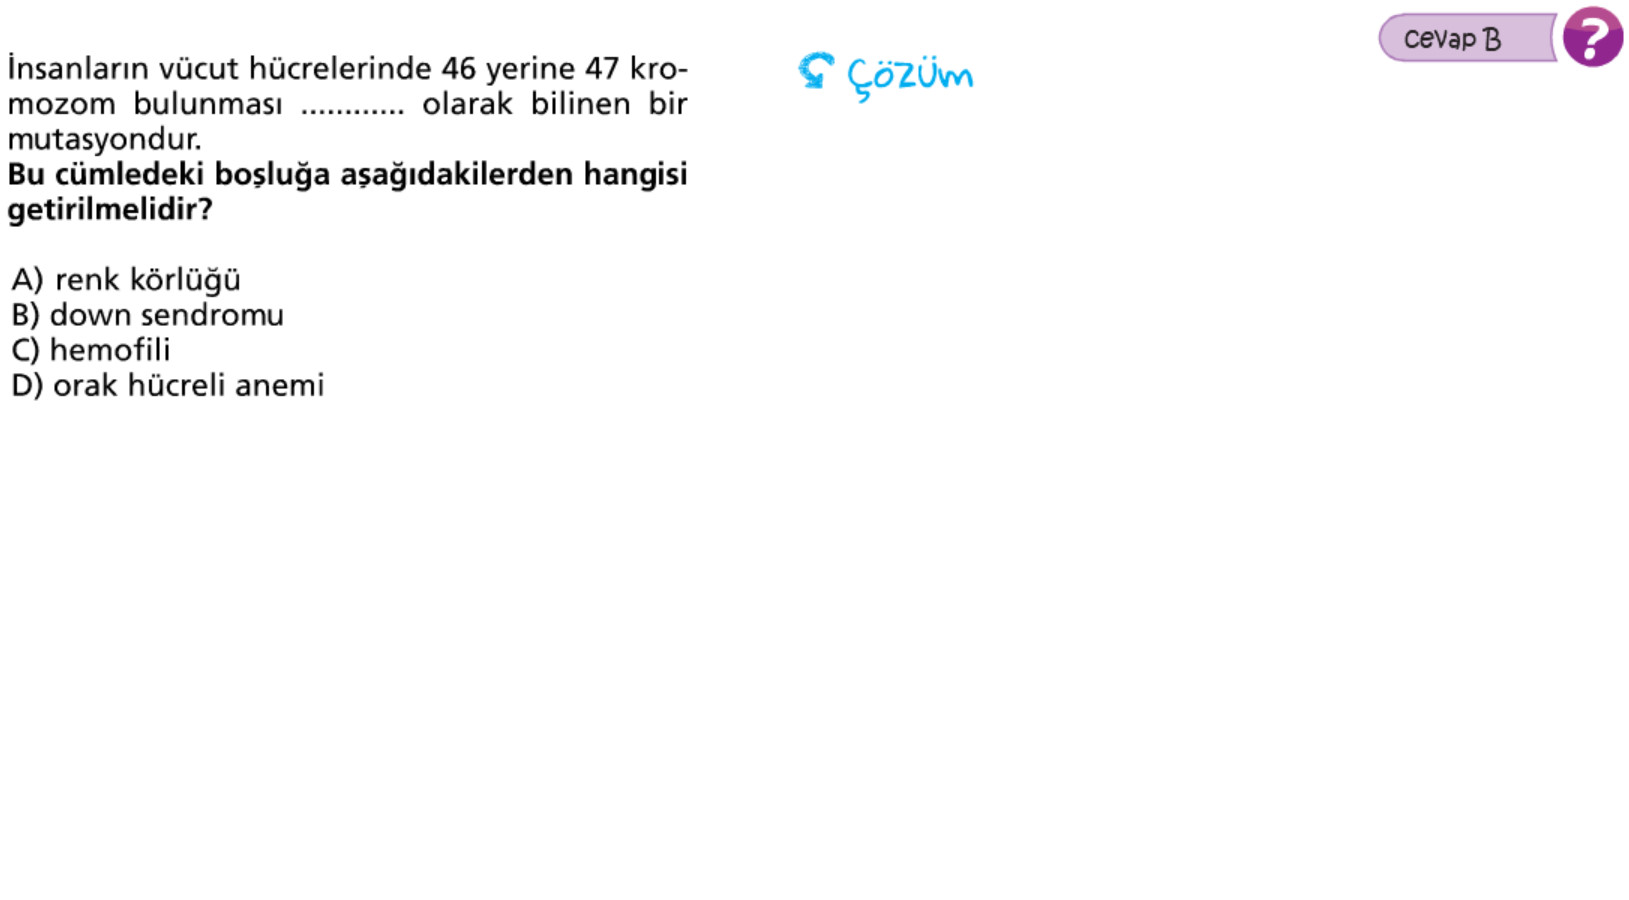 İnsanların vücut hücrelerinde 46 yerine 47 kro-
mozom bulunması ............ olarak bilinen bir
mutasyondur.
Bu cümledeki boşluğa aşağıdakilerden hangisi
getirilmelidir?
A) renk körlüğü
B) down sendromu
C) hemofili
D) orak hücreli anemi
Çözüm
Cevap B
?